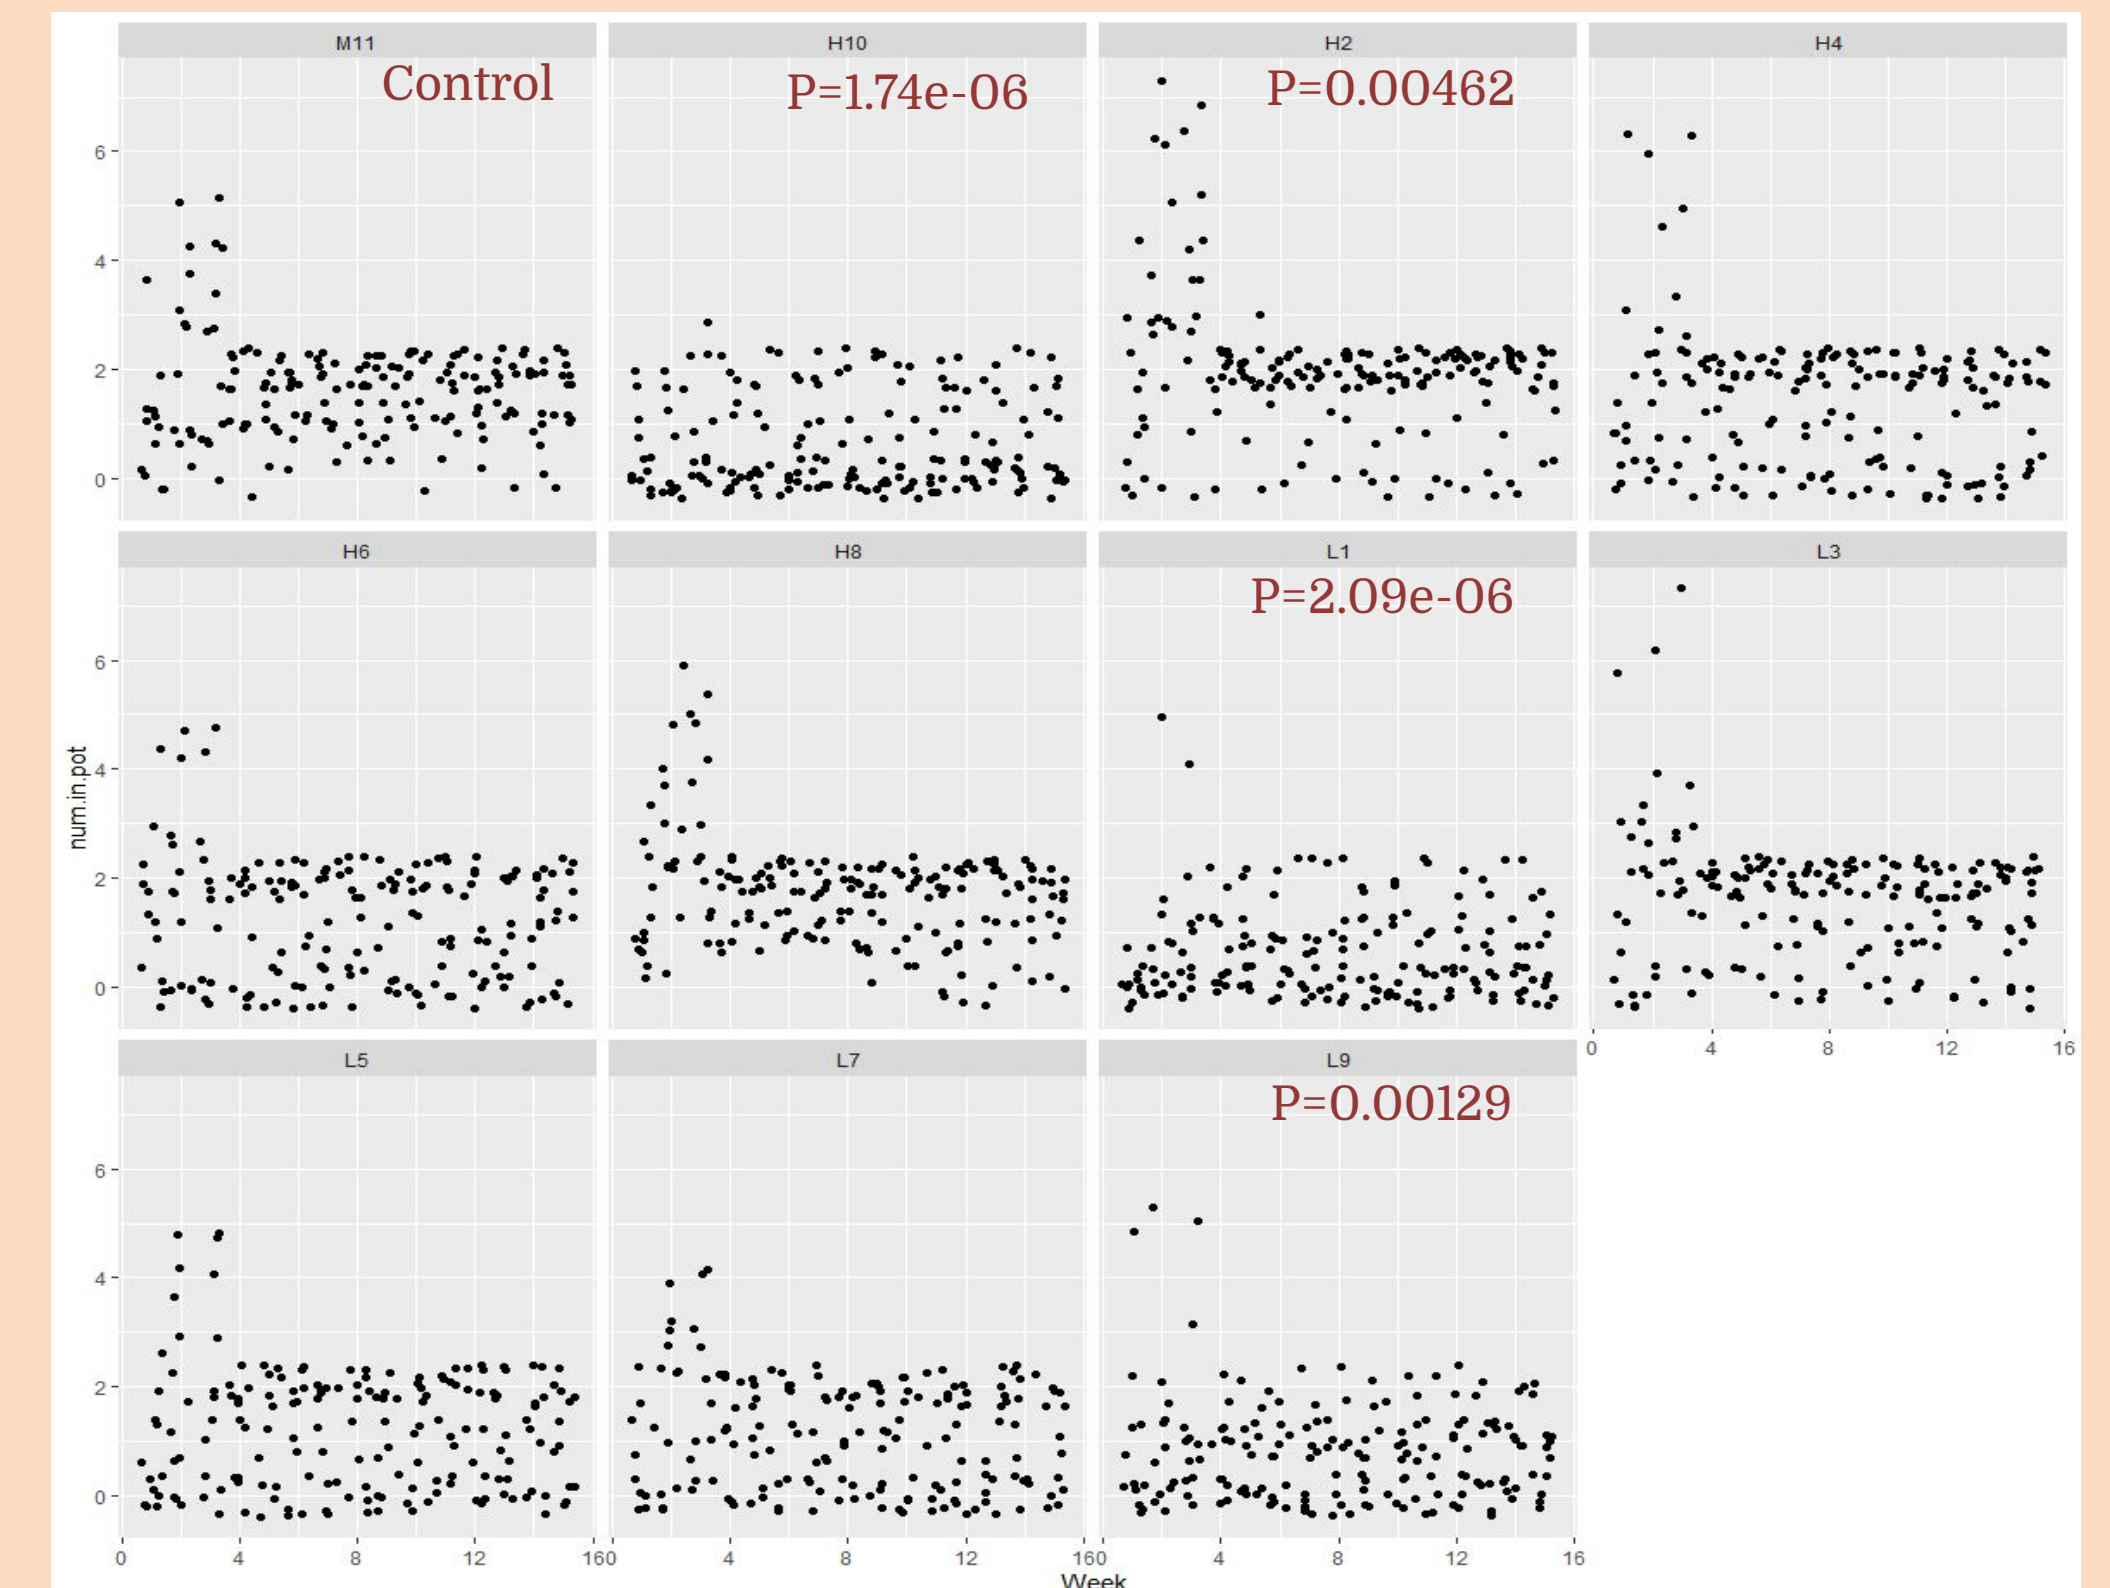 M11 H10 H2 H4
Control P=1.74e-06 P=0.00462
6
4
2
0
H6 H8 L1 L3
P=2.09e-06
num.in.pot
6
4
2
0
0 4 8 12 16
L5 L7 L9
P=0.00129
6
4
2
0
0 4 8 12 160 4 8 12 160 4 8 12 16
Week